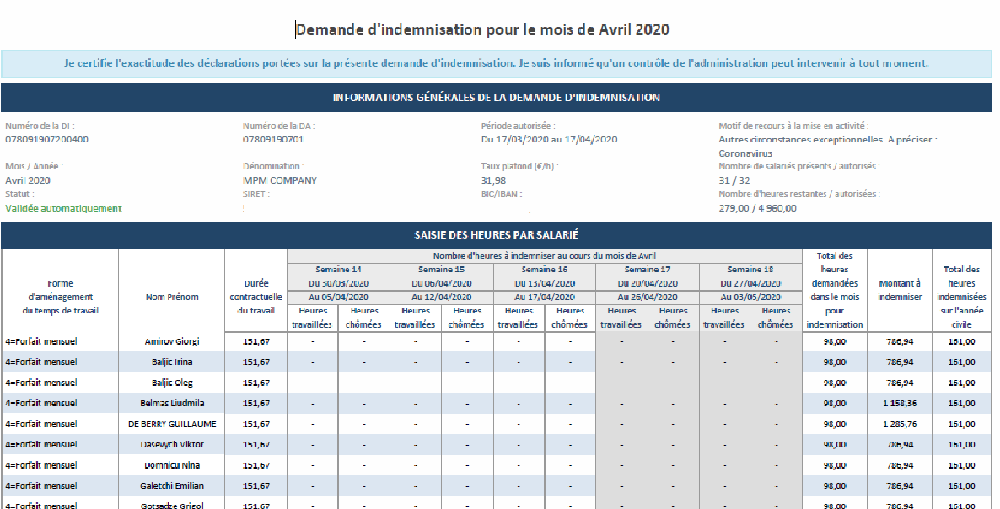 Demande d'indemnisation pour le mois de Avril 2020
Je certifie l'exactitude des déclarations portées sur la présente demande d'indemnisation. Je suis informé qu'un contrôle de l'administration peut intervenir à tout moment.
INFORMATIONS GÉNÉRALES DE LA DEMANDE D'INDEMNISATION
Numéro de la DI : Numéro de la DA : Période autorisée : Motif de recours à la mise en activité :
078091907200400 07809190701 Du 17/03/2020 au 17/04/2020 Autres circonstances exceptionnelles. A préciser :
Coronavirus
Mois / Année : Dénomination : Taux plafond (€/h) : Nombre de salariés présents / autorisés :
Avril 2020 MPM COMPANY 31,98 31 / 32
Statut : SIRET : BIC/IBAN : Nombre d'heures restantes / autorisées :
Validée automatiquement 279,00 / 4 960,00
SAISIE DES HEURES PAR SALARIÉ
Forme
d'aménagement
du temps de travail
Nom Prénom
Durée
contractuelle
du travail
Nombre d'heures à indemniser au cours du mois de Avril
Semaine 14 Semaine 15 Semaine 16 Semaine 17 Semaine 18
Du 30/03/2020 Du 06/04/2020 Du 13/04/2020 Du 20/04/2020 Du 27/04/2020
Au 05/04/2020 Au 12/04/2020 Au 17/04/2020 Au 26/04/2020 Au 03/05/2020
Heures Heures Heures Heures Heures Heures Heures Heures Heures Heures
travaillées chômées travaillées chômées travaillées chômées travaillées chômées travaillées chômées
Total des
heures
demandées
dans le mois
pour
indemnisation
Montant à
indemniser
Total des
heures
indemnisées
sur l'année
civile
4=Forfait mensuel Amirov Giorgi 151,67 - - - - - - - - - - 98,00 786,94 161,00
4=Forfait mensuel Baljic Irina 151,67 - - - - - - - - - - 98,00 786,94 161,00
4=Forfait mensuel Baljic Oleg 151,67 - - - - - - - - - - 98,00 786,94 161,00
4=Forfait mensuel Belmas Liudmila 151,67 - - - - - - - - - - 98,00 1 158,36 161,00
4=Forfait mensuel DE BERRY GUILLAUME 151,67 - - - - - - - - - - 98,00 1 285,76 161,00
4=Forfait mensuel Dasevych Viktor 151,67 - - - - - - - - - - 98,00 786,94 161,00
4=Forfait mensuel Domnicu Nina 151,67 - - - - - - - - - - 98,00 786,94 161,00
4=Forfait mensuel Galetchi Emilian 151,67 - - - - - - - - - - 98,00 786,94 161,00
4=Forfait mensuel Gotsadze Grigol 151,67 - - - - - - - - - - 98,00 786,94 161,00